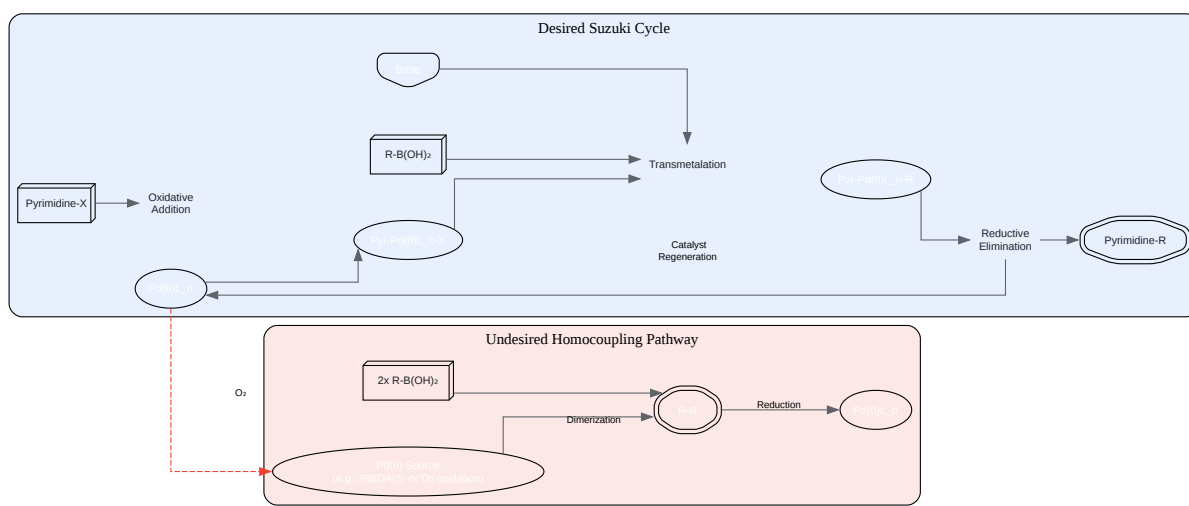 Desired Suzuki Cycle
Base
R-B(OH)₂
Transmetalation
Pyr-Pd(II)L_n-R
Pyrimidine-X
Oxidative
Addition
Pyr-Pd(II)L_n-X
Catalyst
Regeneration
Reductive
Elimination
Pyrimidine-R
Pd(0)L_n
Undesired Homocoupling Pathway
2x R-B(OH)₂
O₂
R-R
Reduction
Pd(0)L_n
Dimerization
Pd(II) Source
(e.g., Pd(OAc)₂ or O₂ oxidation)